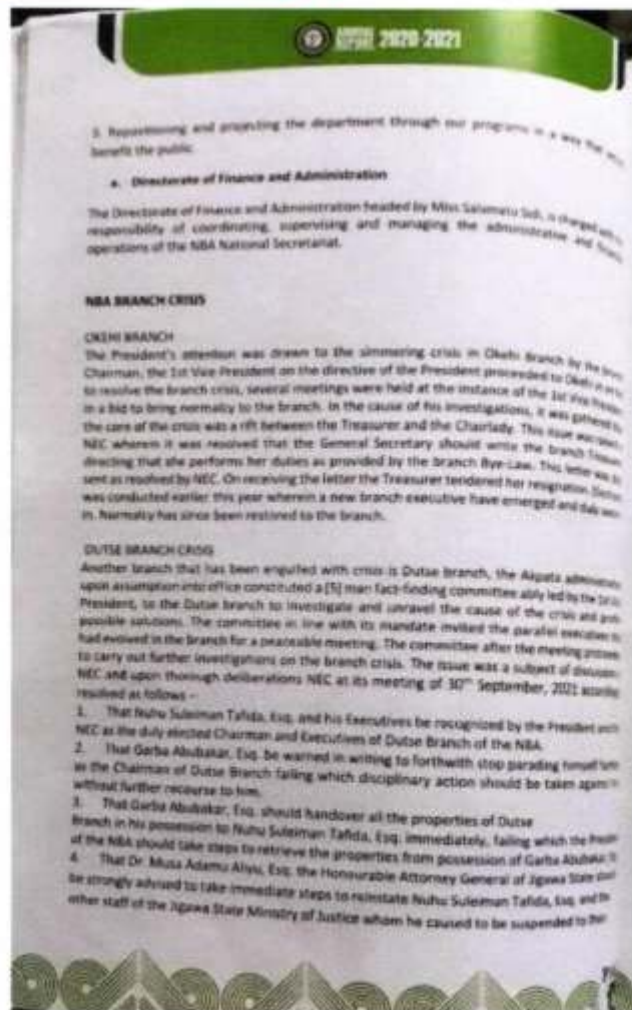 ANNUAL REPORT 2020-2021
3. Repositioning and projecting the department through our programs in a way that will
benefit the public.
a. Directorate of Finance and Administration
The Directorate of Finance and Administration headed by Miss Salamatu Sidi, is charged with
responsibility of coordinating, supervising and managing the administrative and
operations of the NBA National Secretariat.
NBA BRANCH CRISIS
OKEHI BRANCH
The President's attention was drawn to the simmering crisis in Okehi Branch by the
Chairman, the 1st Vice President on the directive of the President proceeded to Okehi in
to resolve the branch crisis, several meetings were held at the instance of the 1st Vice
in a bid to bring normalcy to the branch. In the cause of his investigations, it was gathered
the core of the crisis was a rift between the Treasurer and the Chairlady. This issue was
NEC wherein it was resolved that the General Secretary should write the branch
directing that she performs her duties as provided by the branch Bye-Law. This letter was
sent as resolved by NEC. On receiving the letter the Treasurer tendered her resignation.
was conducted earlier this year wherein a new branch executive have emerged and duly
in. Normalcy has since been restored to the branch.
DUTSE BRANCH CRISIS
Another branch that has been engulfed with crisis is Dutse branch, the Akpata
upon assumption into office constituted a [5] man fact-finding committee ably led by the
President, to the Dutse branch to investigate and unravel the cause of the crisis and
possible solutions. The committee in line with its mandate invited the parallel executives
had evolved in the branch for a peaceable meeting. The committee after the meeting
to carry out further investigations on the branch crisis. The issue was a subject of
NEC and upon thorough deliberations NEC at its meeting of 30th September, 2021
resolved as follows –
1. That Nuhu Suleiman Tafida, Esq. and his Executives be recognized by the President
NEC as the duly elected Chairman and Executives of Dutse Branch of the NBA.
2. That Garba Abubakar, Esq. be warned in writing to forthwith stop parading himself
as the Chairman of Dutse Branch failing which disciplinary action should be taken against
without further recourse to him.
3. That Garba Abubakar, Esq. should handover all the properties of Dutse
Branch in his possession to Nuhu Suleiman Tafida, Esq. immediately, failing which the
of the NBA should take steps to retrieve the properties from possession of Garba Abubakar,
4. That Dr. Musa Adamu Aliyu, Esq. the Honourable Attorney General of Jigawa State
be strongly advised to take immediate steps to reinstate Nuhu Suleiman Tafida, Esq. and
other staff of the Jigawa State Ministry of Justice whom he caused to be suspended to